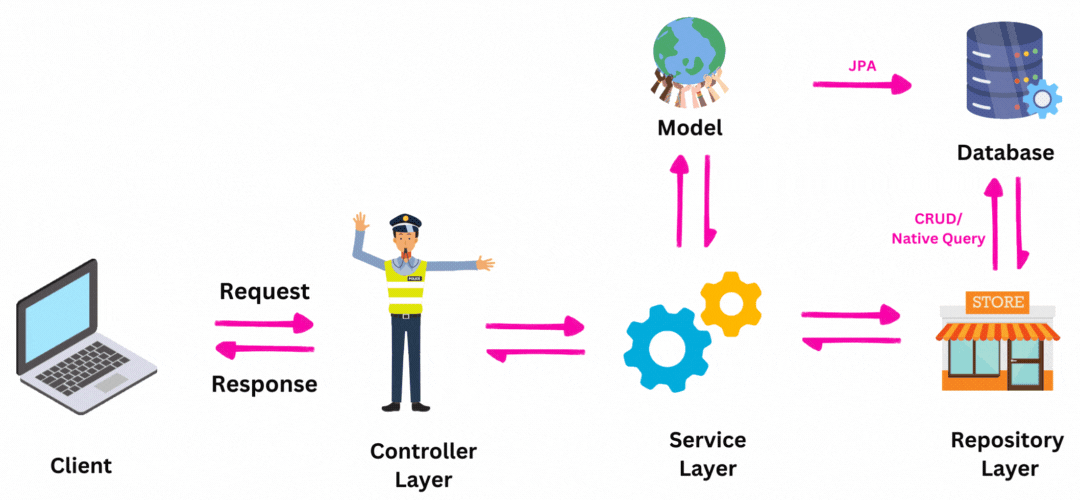 Model
JPA
Database
CRUD/
Native Query
Request
Response
POLICE
STORE
Client
Controller
Layer
Service
Layer
Repository
Layer